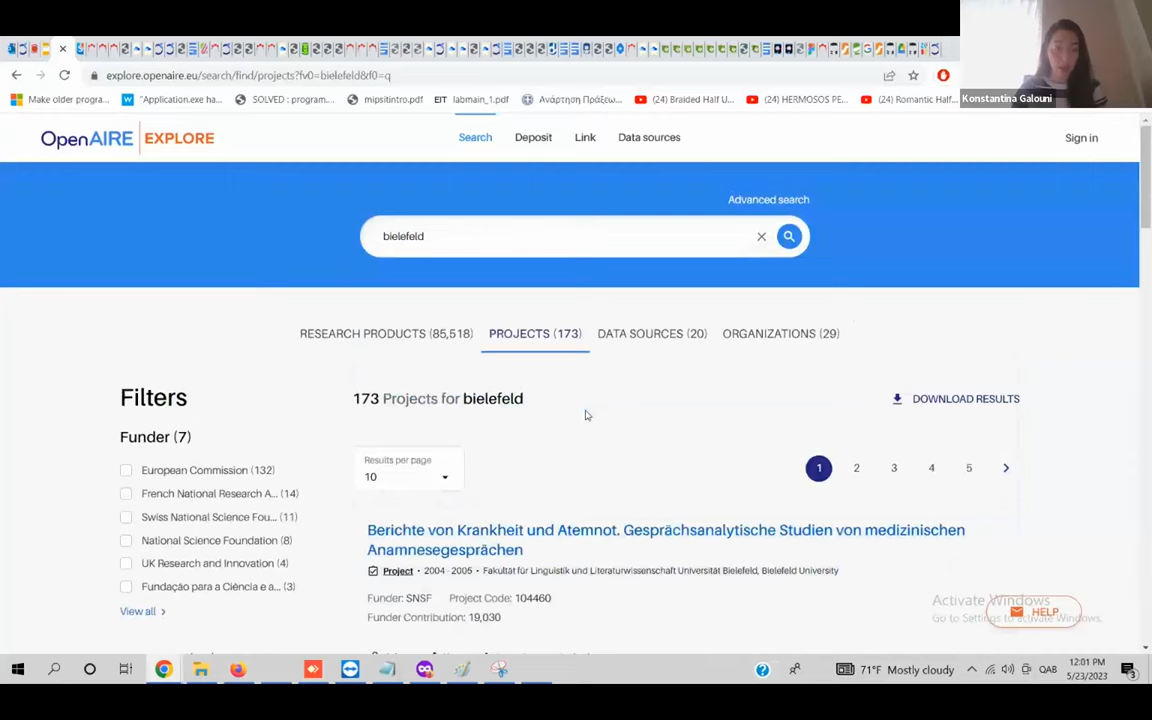 explore.openaire.eu/search/find/projects?fv0=bielefeld&f0=q
Make older progra...
"Application.exe ha...
SOLVED : program...
mipsitintro.pdf
EIT labmain_1.pdf
Ανάρτηση Πράξεω...
(24) Braided Half U...
(24) HERMOSOS PE...
(24) Romantic Half...
Konstantina Galouni
OpenAIRE | EXPLORE
Search
Deposit
Link
Data sources
Sign in
Advanced search
bielefeld
RESEARCH PRODUCTS (85,518)
PROJECTS (173)
DATA SOURCES (20)
ORGANIZATIONS (29)
Filters
173 Projects for bielefeld
DOWNLOAD RESULTS
Funder (7)
European Commission (132)
French National Research A... (14)
Swiss National Science Fou... (11)
National Science Foundation (8)
UK Research and Innovation (4)
Fundação para a Ciência e a... (3)
View all
Results per page
10
1 2 3 4 5
Berichte von Krankheit und Atemnot. Gesprächsanalytische Studien von medizinischen
Anamnesegesprächen
Project • 2004 - 2005 • Fakultät für Linguistik und Literaturwissenschaft Universität Bielefeld, Bielefeld University
Funder: SNSF Project Code: 104460
Funder Contribution: 19,030
Activate Windows
Go to Settings to activate Windows.
HELP
71°F Mostly cloudy
QAB
12:01 PM
5/23/2023
3